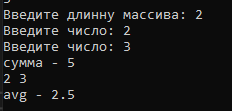 Введите длинну массива: 2
Введите число: 2
Введите число: 3
сумма - 5
2 3
avg - 2.5